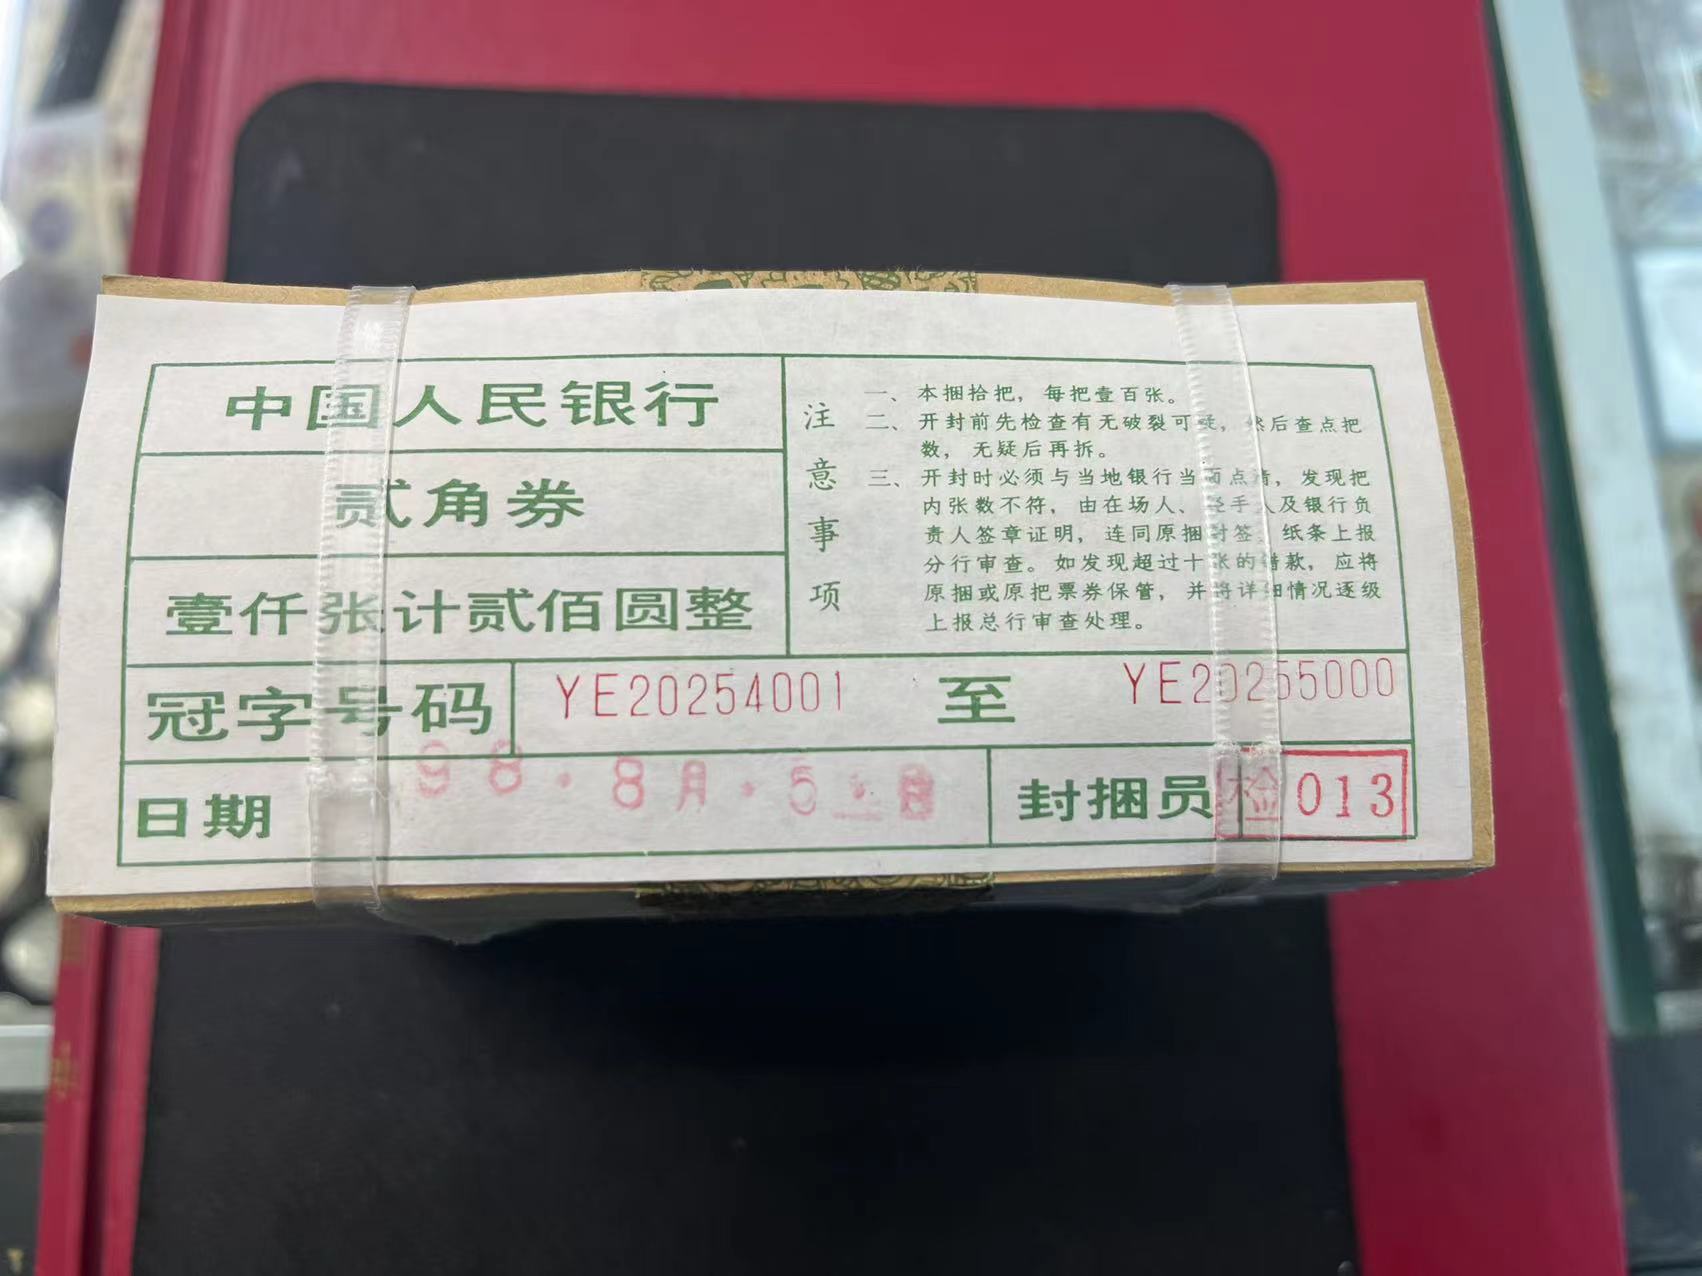 中国人民银行
贰角券
壹仟张计贰佰圆整
注意事项
一、本捆拾把，每把壹百张。
二、开封前先检查有无破裂可疑，然后查点把
数，无疑后再拆。
三、开封时必须与当地银行当面点清，发现把
内张数不符，由在场人、经手人及银行负
责人签章证明，连同原捆封签、纸条上报
分行审查。如发现超过十张的错款，应将
原捆或原把票券保管，并将详细情况逐级
上报总行审查处理。
冠字号码 YE20254001 至 YE20255000
日期 98.8月.5 日
封捆员 检 013